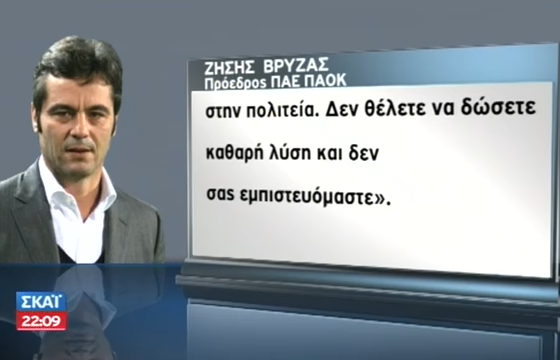 ΖΗΣΗΣ ΒΡΥΖΑΣ
Πρόεδρος ΠΑΕ ΠΑΟΚ
στην πολιτεία. Δεν θέλετε να δώσετε
καθαρή λύση και δεν
σας εμπιστευόμαστε».
ΣΚΑΪ
22:09